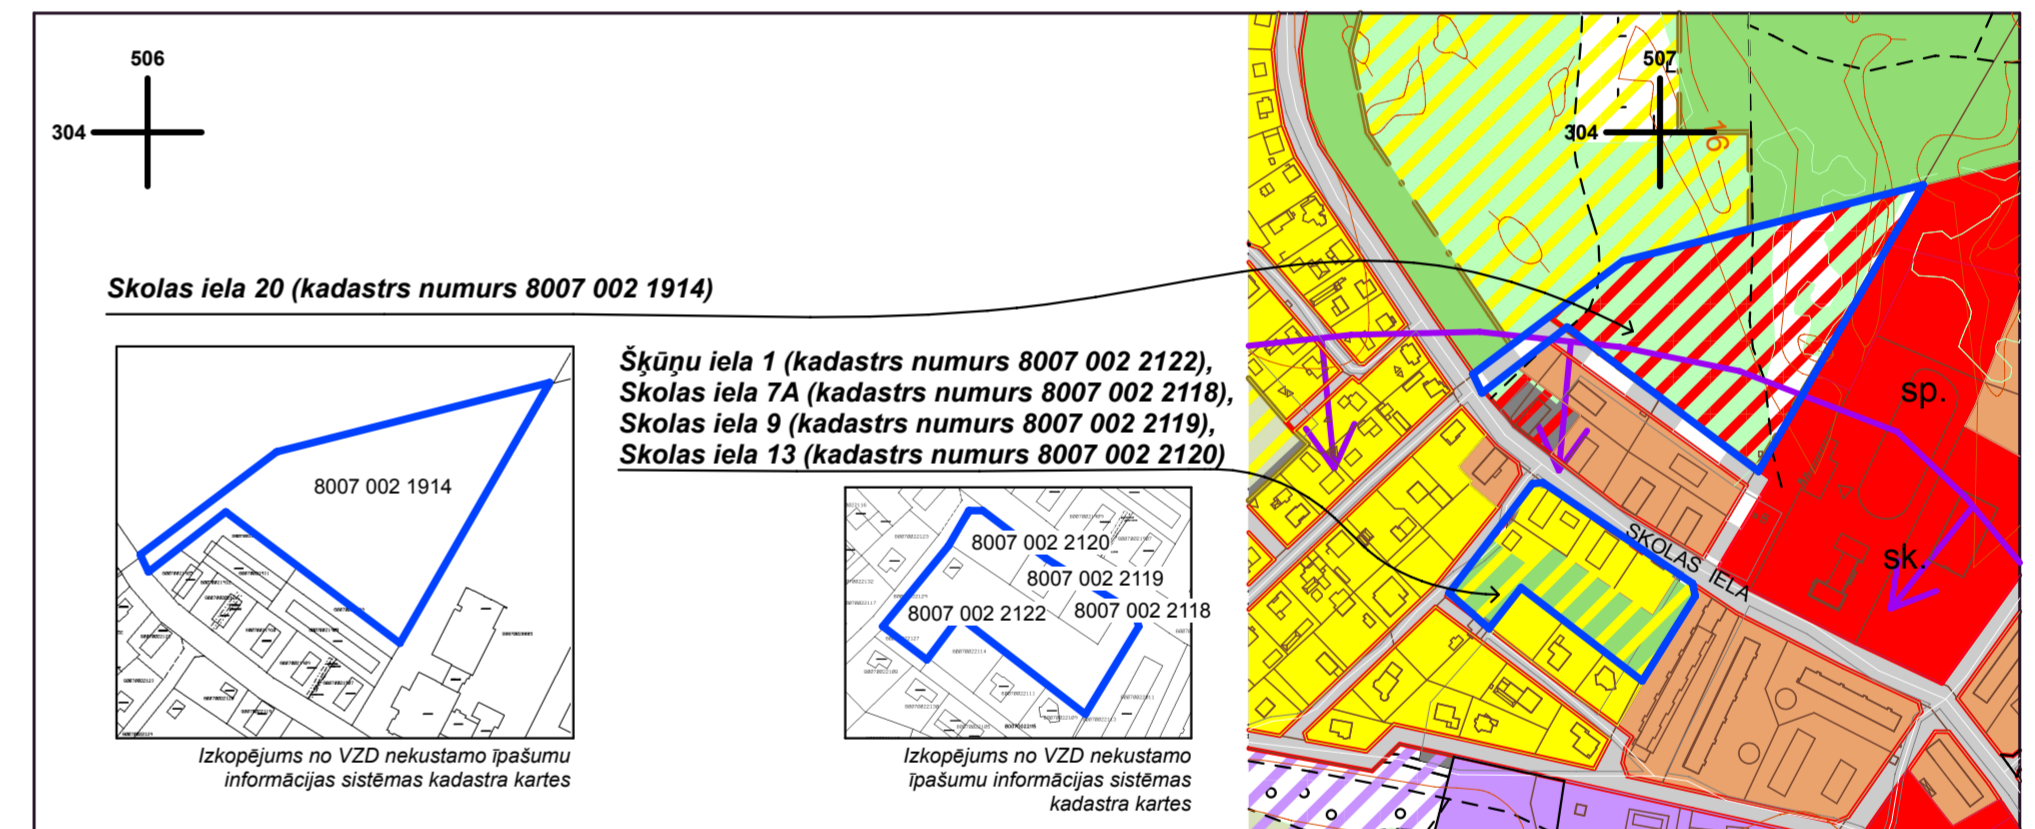 506
304
507
304
16
Skolas iela 20 (kadastrs numurs 8007 002 1914)
Šķūņu iela 1 (kadastrs numurs 8007 002 2122),
Skolas iela 7A (kadastrs numurs 8007 002 2118),
Skolas iela 9 (kadastrs numurs 8007 002 2119),
Skolas iela 13 (kadastrs numurs 8007 002 2120)
8007 002 1914
8007 002 2120
8007 002 2119
8007 002 2118
8007 002 2122
sp.
sk.
SKOLAS IELA
Izkopējums no VZD nekustamo īpašumu
informācijas sistēmas kadastra kartes
Izkopējums no VZD nekustamo
īpašumu informācijas sistēmas
kadastra kartes